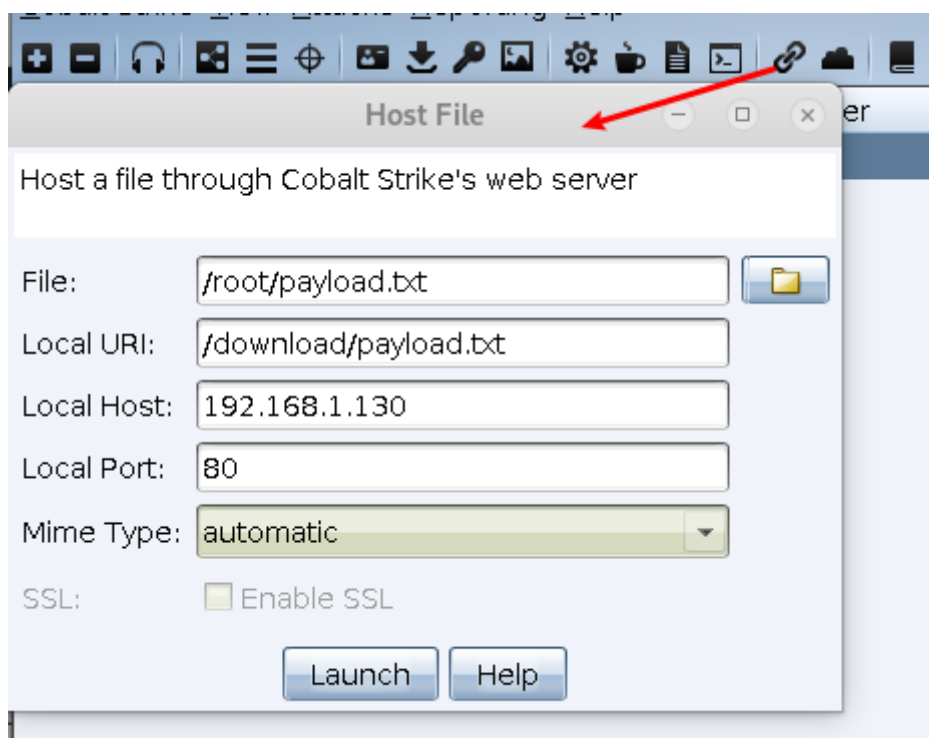 Host File
er
Host a file through Cobalt Strike's web server
File: /root/payload.txt
Local URI: /download/payload.txt
Local Host: 192.168.1.130
Local Port: 80
Mime Type: automatic
SSL: Enable SSL
Launch Help